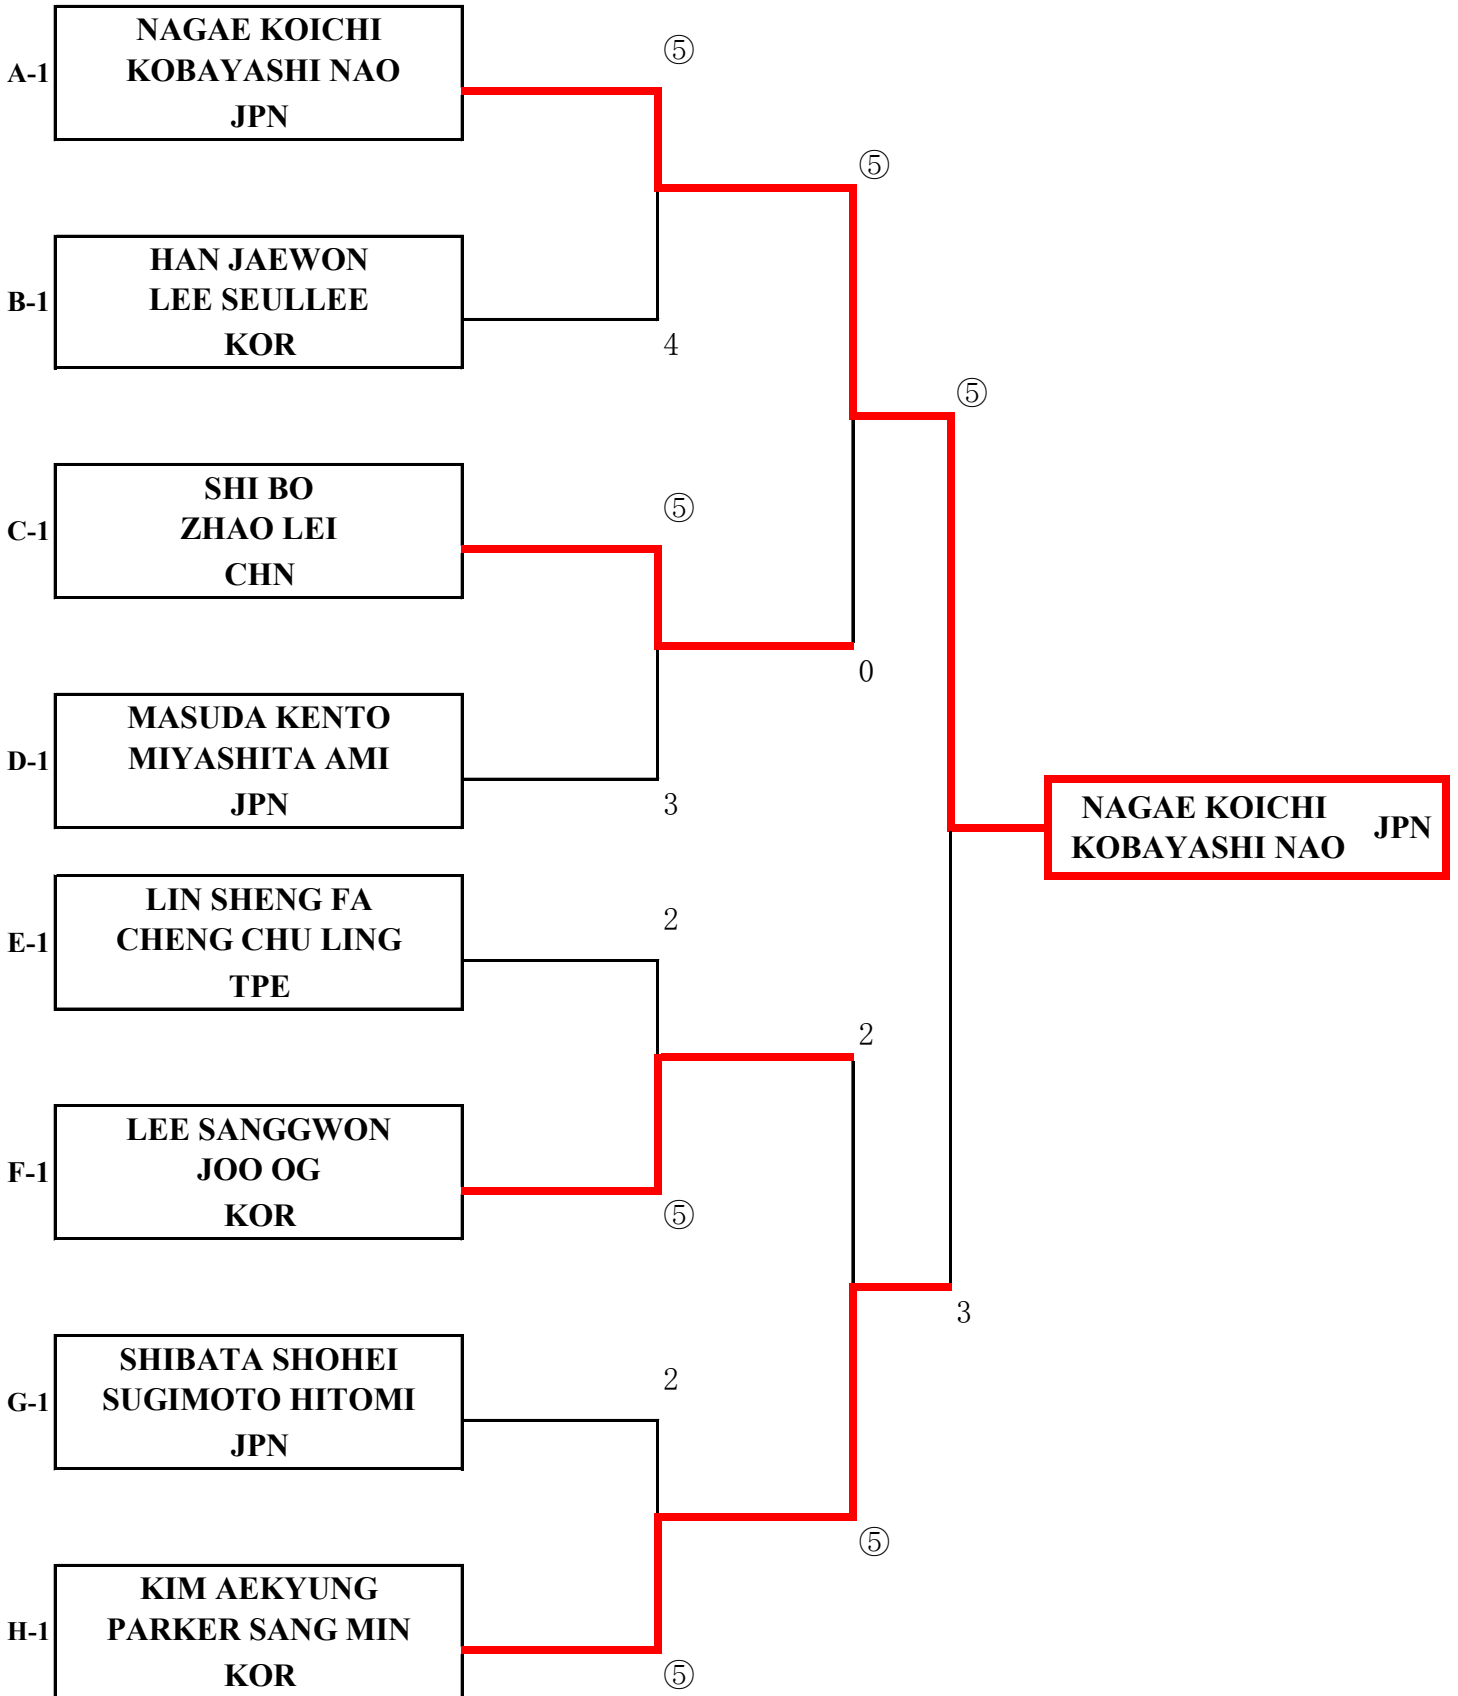 NAGAE KOICHI
A-1 KOBAYASHI NAO
JPN
⑤
⑤
HAN JAEWON
B-1 LEE SEULLEE
KOR
4
⑤
SHI BO
C-1 ZHAO LEI
CHN
⑤
0
MASUDA KENTO
D-1 MIYASHITA AMI
JPN
3
NAGAE KOICHI
KOBAYASHI NAO JPN
LIN SHENG FA
E-1 CHENG CHU LING
TPE
2
2
LEE SANGGWON
F-1 JOO OG
KOR
⑤
3
SHIBATA SHOHEI
G-1 SUGIMOTO HITOMI
JPN
2
⑤
KIM AEKYUNG
H-1 PARKER SANG MIN
KOR
⑤